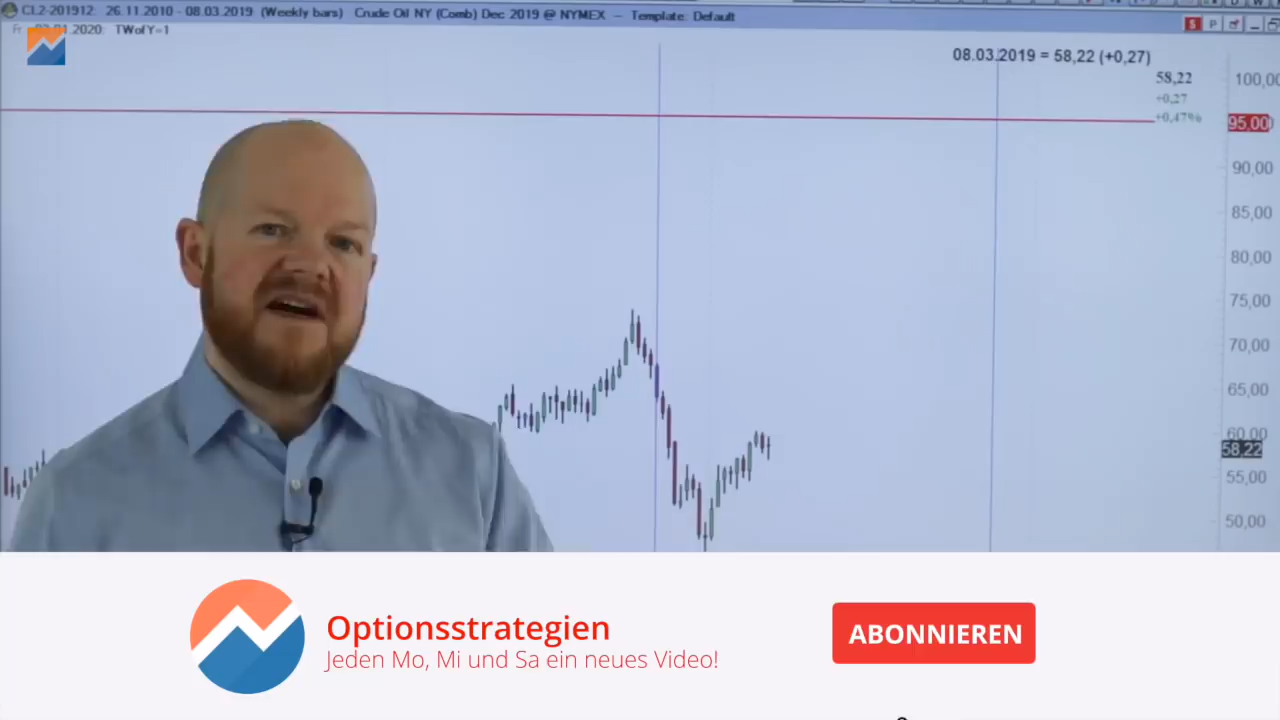 CL2-201912: 26.11.2010 - 08.03.2019 (Weekly bars) Crude Oil NY (Comb) Dec 2019 @ NYMEX -- Template: Default
.01.2020: TWofY=1
$ P
08.03.2019 = 58,22 (+0,27)
58,22
+0,27
+0,47%
100,00
95,00
90,00
85,00
80,00
75,00
70,00
65,00
60,00
58,22
55,00
50,00
Optionsstrategien
Jeden Mo, Mi und Sa ein neues Video!
ABONNIEREN